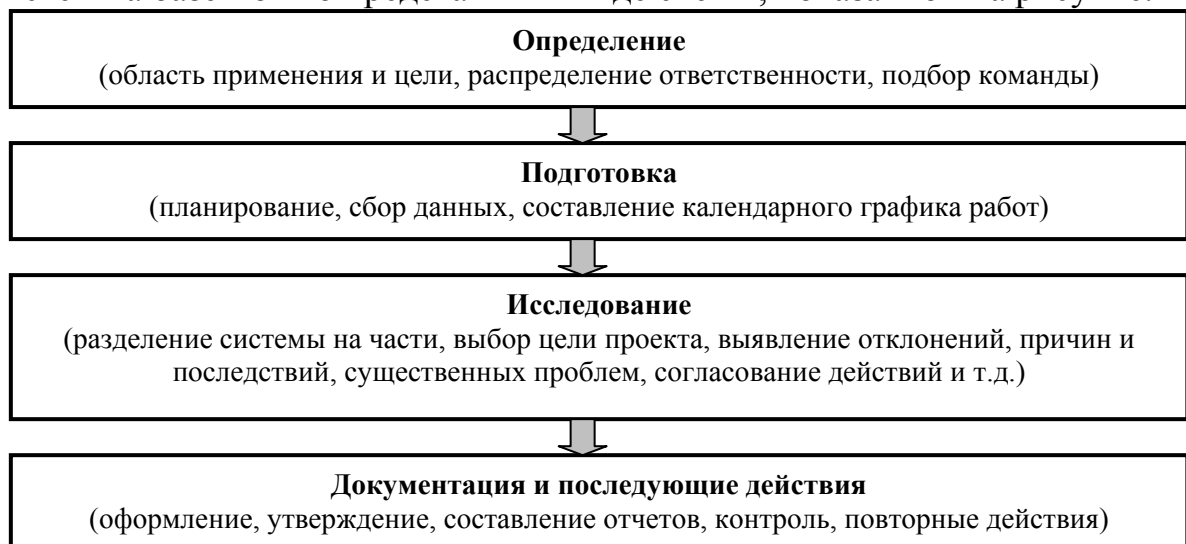 Определение
(область применения и цели, распределение ответственности, подбор команды)
Подготовка
(планирование, сбор данных, составление календарного графика работ)
Исследование
(разделение системы на части, выбор цели проекта, выявление отклонений, причин и
последствий, существенных проблем, согласование действий и т.д.)
Документация и последующие действия
(оформление, утверждение, составление отчетов, контроль, повторные действия)